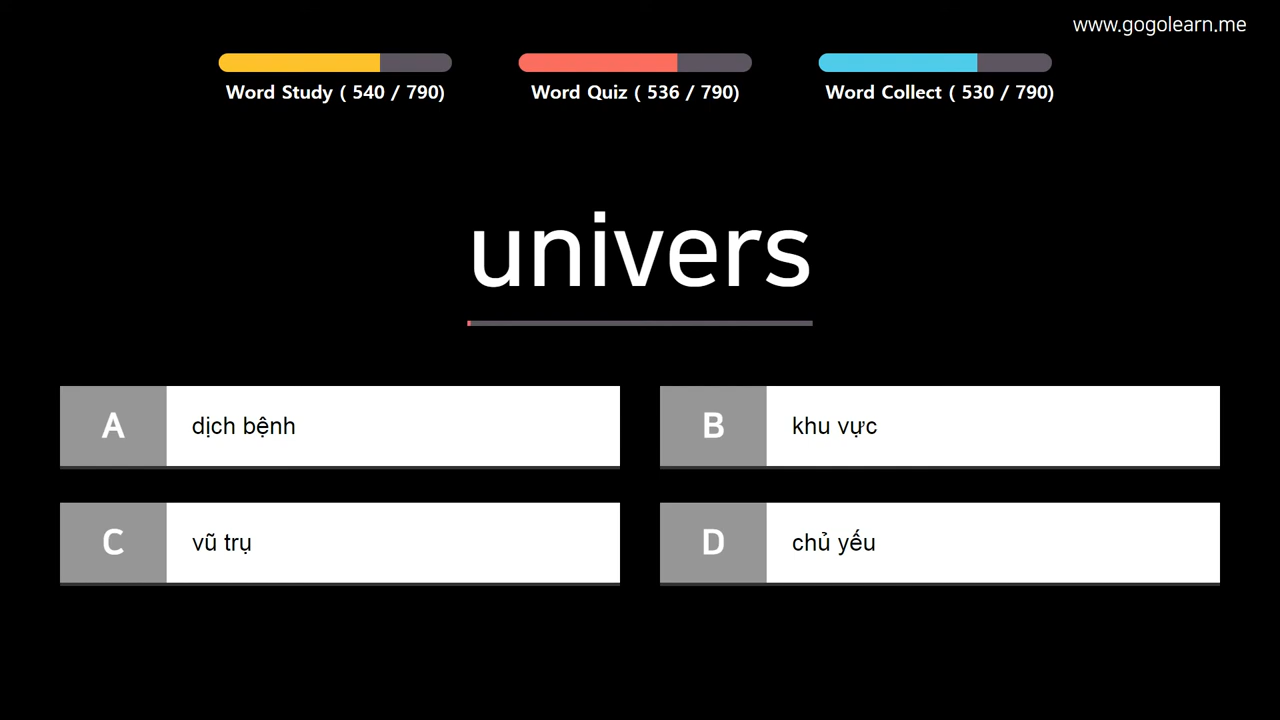 www.gogolearn.me
Word Study ( 540 / 790)
Word Quiz ( 536 / 790)
Word Collect ( 530 / 790)
univers
A dịch bệnh
B khu vực
C vũ trụ
D chủ yếu